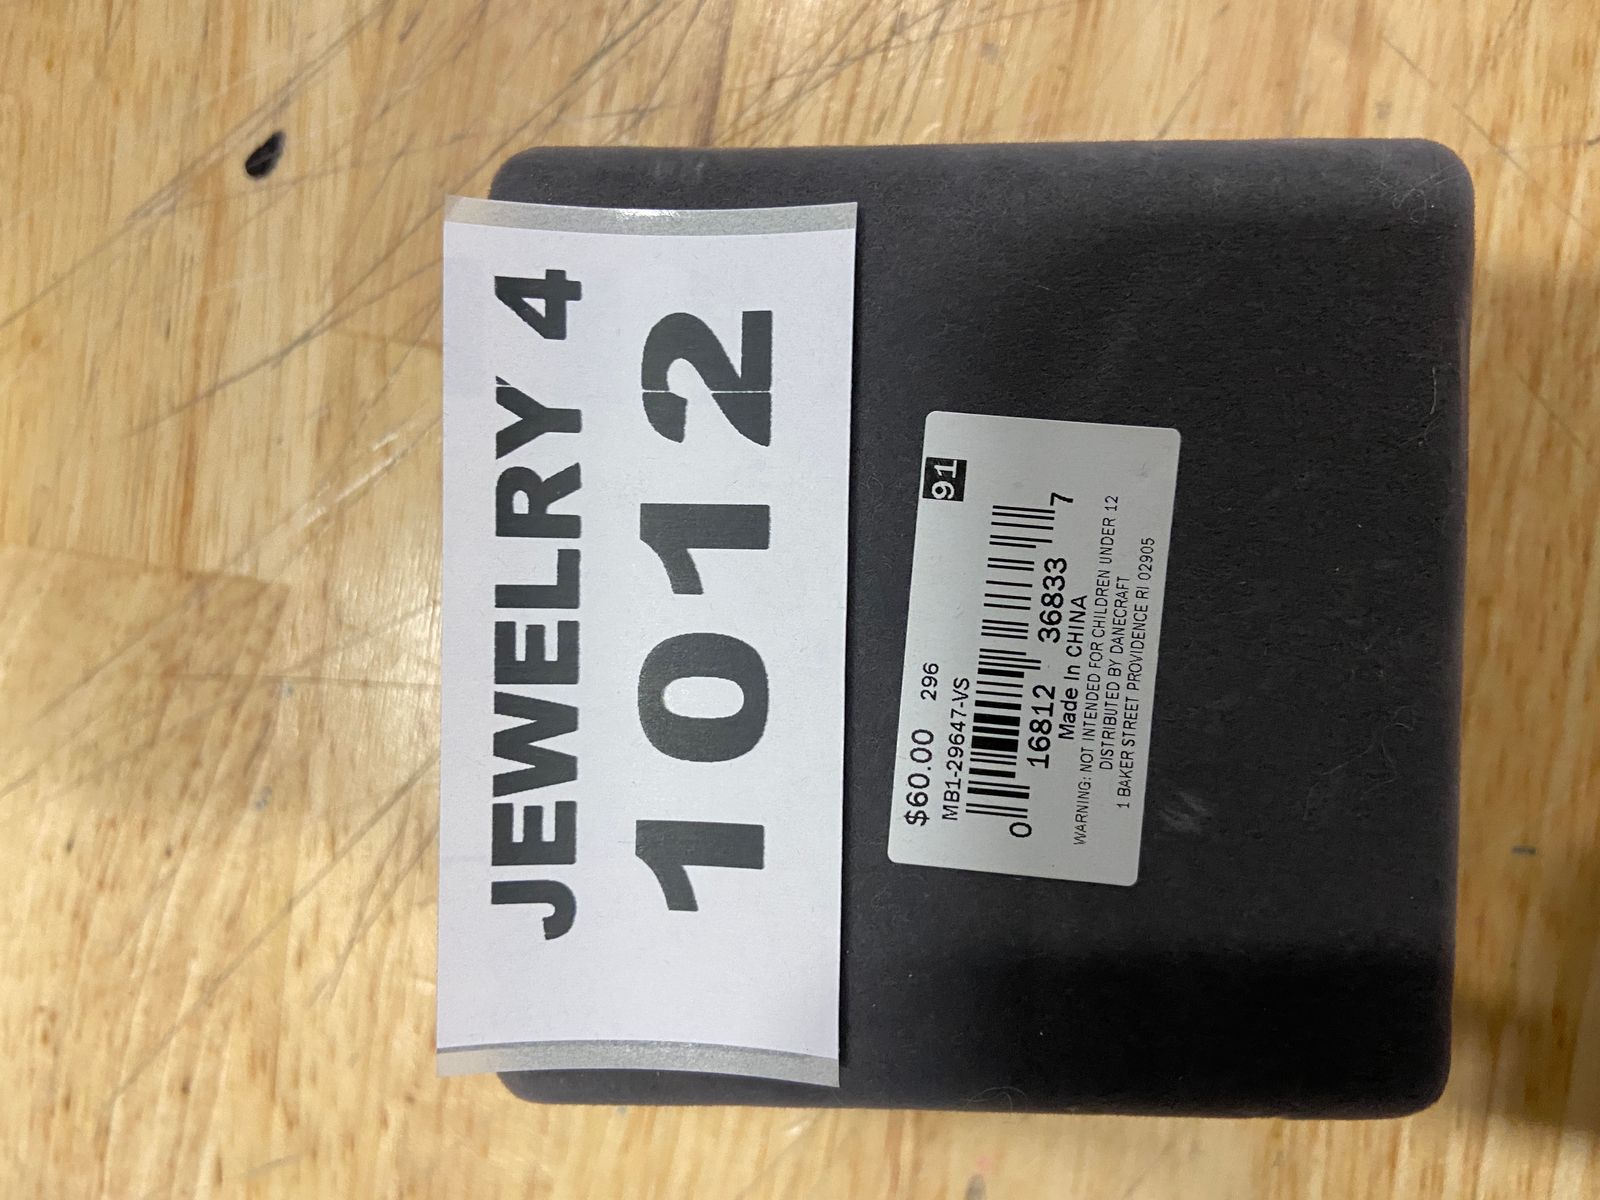 JEWELRY 4
1012
$60.00 296 91
MB1-29647-VS
0 16812 36833 7
Made In CHINA
WARNING: NOT INTENDED FOR CHILDREN UNDER 12
DISTRIBUTED BY DANECRAFT
1 BAKER STREET PROVIDENCE RI 02905